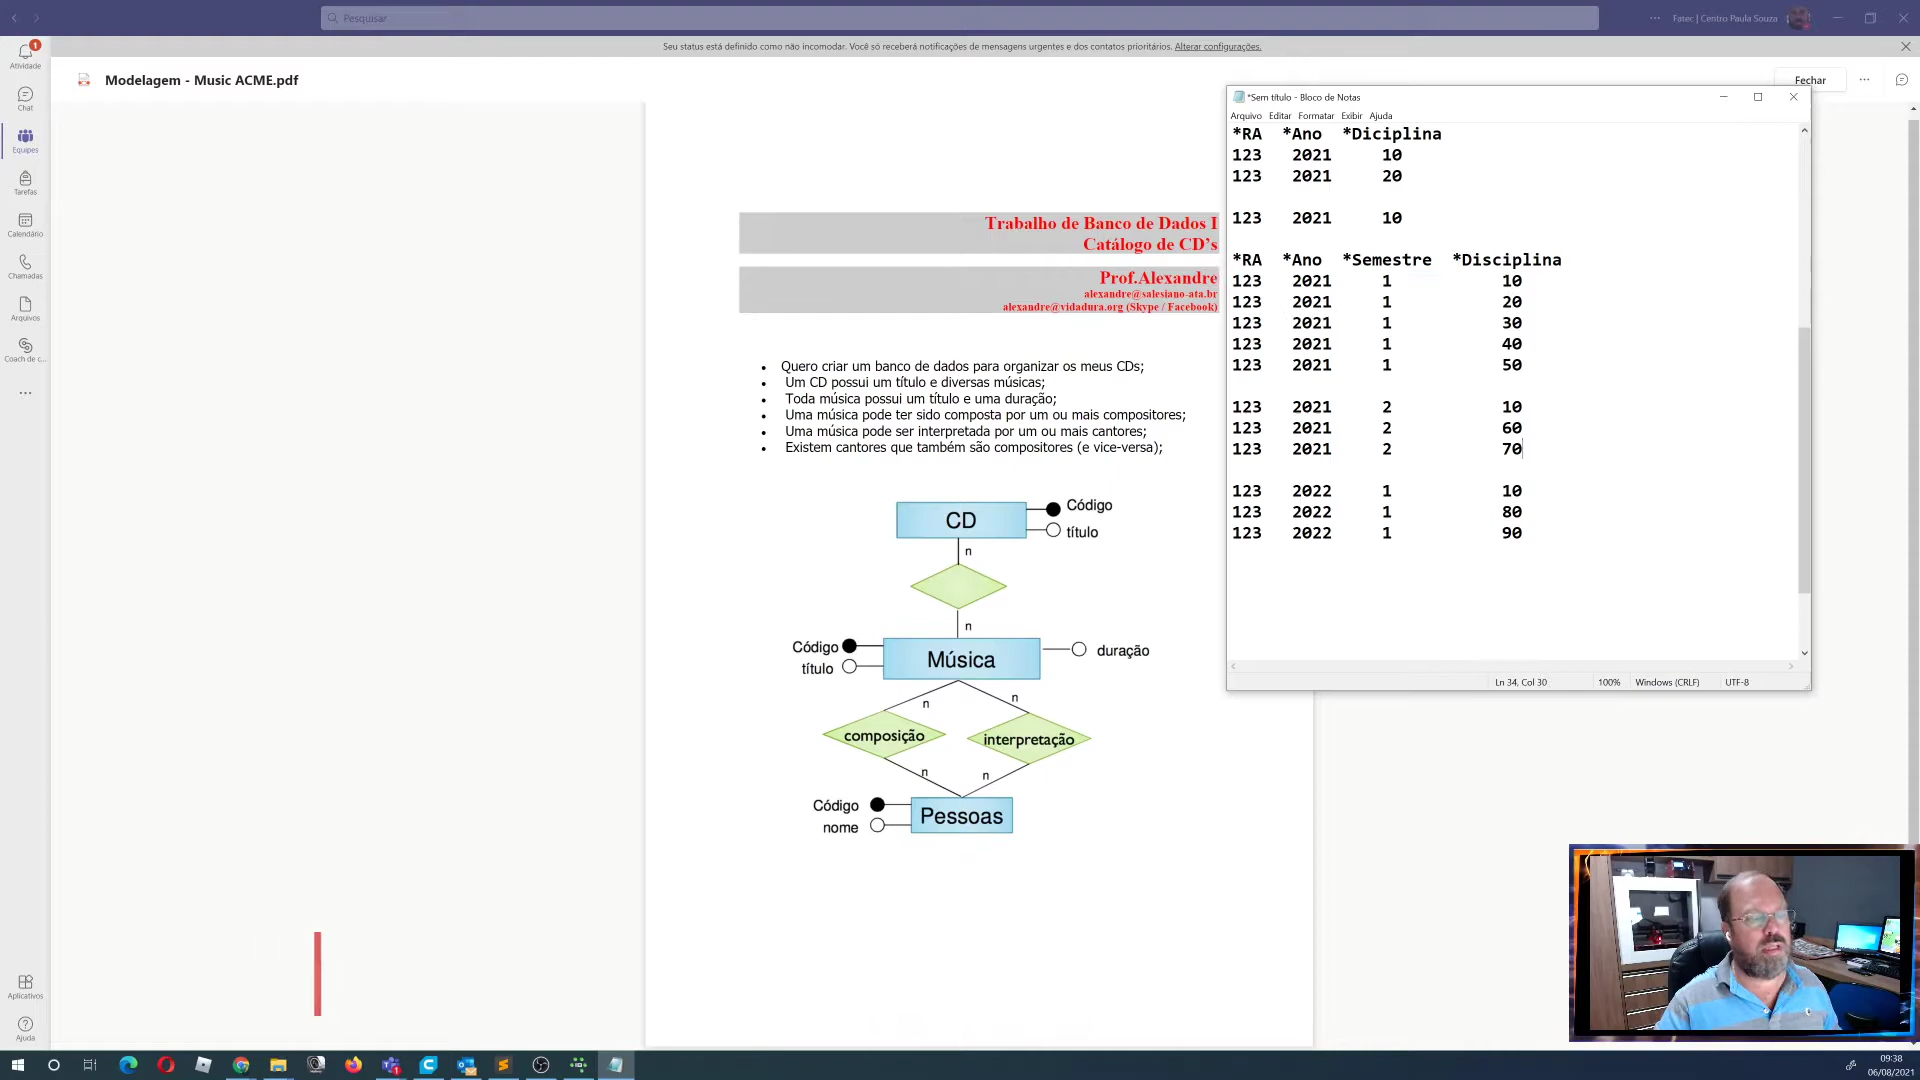 Pesquisar
Fatec | Centro Paula Souza
Seu status está definido como não incomodar. Você só receberá notificações de mensagens urgentes e dos contatos prioritários. Alterar configurações.
1
Atividade
Chat
Equipes
Tarefas
Calendário
Chamadas
Arquivos
Coach de c...
Aplicativos
Ajuda
Modelagem - Music ACME.pdf
Fechar
Trabalho de Banco de Dados I
Catálogo de CD's
Prof.Alexandre
alexandre@salesiano-ata.br
alexandre@vidadura.org (Skype / Facebook)
• Quero criar um banco de dados para organizar os meus CDs;
• Um CD possui um título e diversas músicas;
• Toda música possui um título e uma duração;
• Uma música pode ter sido composta por um ou mais compositores;
• Uma música pode ser interpretada por um ou mais cantores;
• Existem cantores que também são compositores (e vice-versa);
CD
Código
título
n
n
Código
título
Música
duração
n
n
composição
interpretação
n
n
Código
nome
Pessoas
*Sem título - Bloco de Notas
Arquivo Editar Formatar Exibir Ajuda
*RA *Ano *Diciplina
123 2021 10
123 2021 20
123 2021 10
*RA *Ano *Semestre *Disciplina
123 2021 1 10
123 2021 1 20
123 2021 1 30
123 2021 1 40
123 2021 1 50
123 2021 2 10
123 2021 2 60
123 2021 2 70
123 2022 1 10
123 2022 1 80
123 2022 1 90
Ln 34, Col 30 100% Windows (CRLF) UTF-8
09:38
06/08/2021